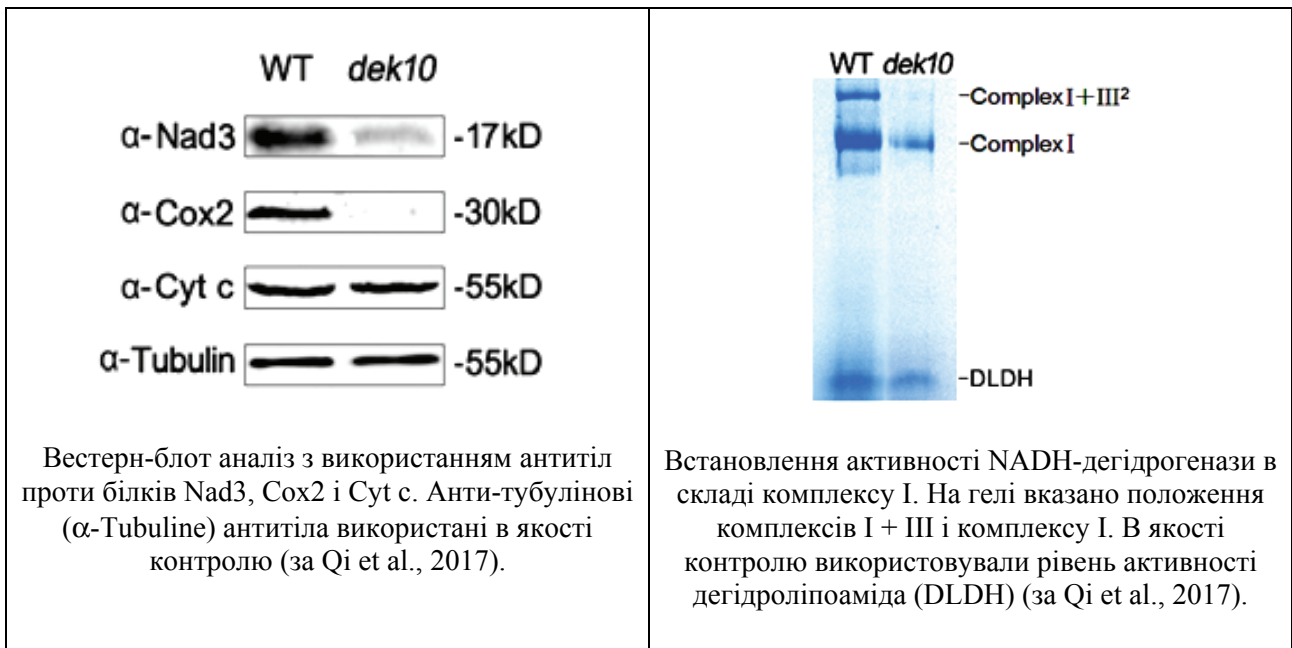 WT dek10
α-Nad3 -17kD
α-Cox2 -30kD
α-Cyt c -55kD
α-Tubulin -55kD
Вестерн-блот аналіз з використанням антитіл
проти білків Nad3, Cox2 і Cyt c. Анти-тубулінові
(α-Tubuline) антитіла використані в якості
контролю (за Qi et al., 2017).
WT dek10
-Complex I+III²
-Complex I
-DLDH
Встановлення активності NADH-дегідрогенази в
складі комплексу I. На гелі вказано положення
комплексів I + III і комплексу I. В якості
контролю використовували рівень активності
дегідроліпоаміда (DLDH) (за Qi et al., 2017).